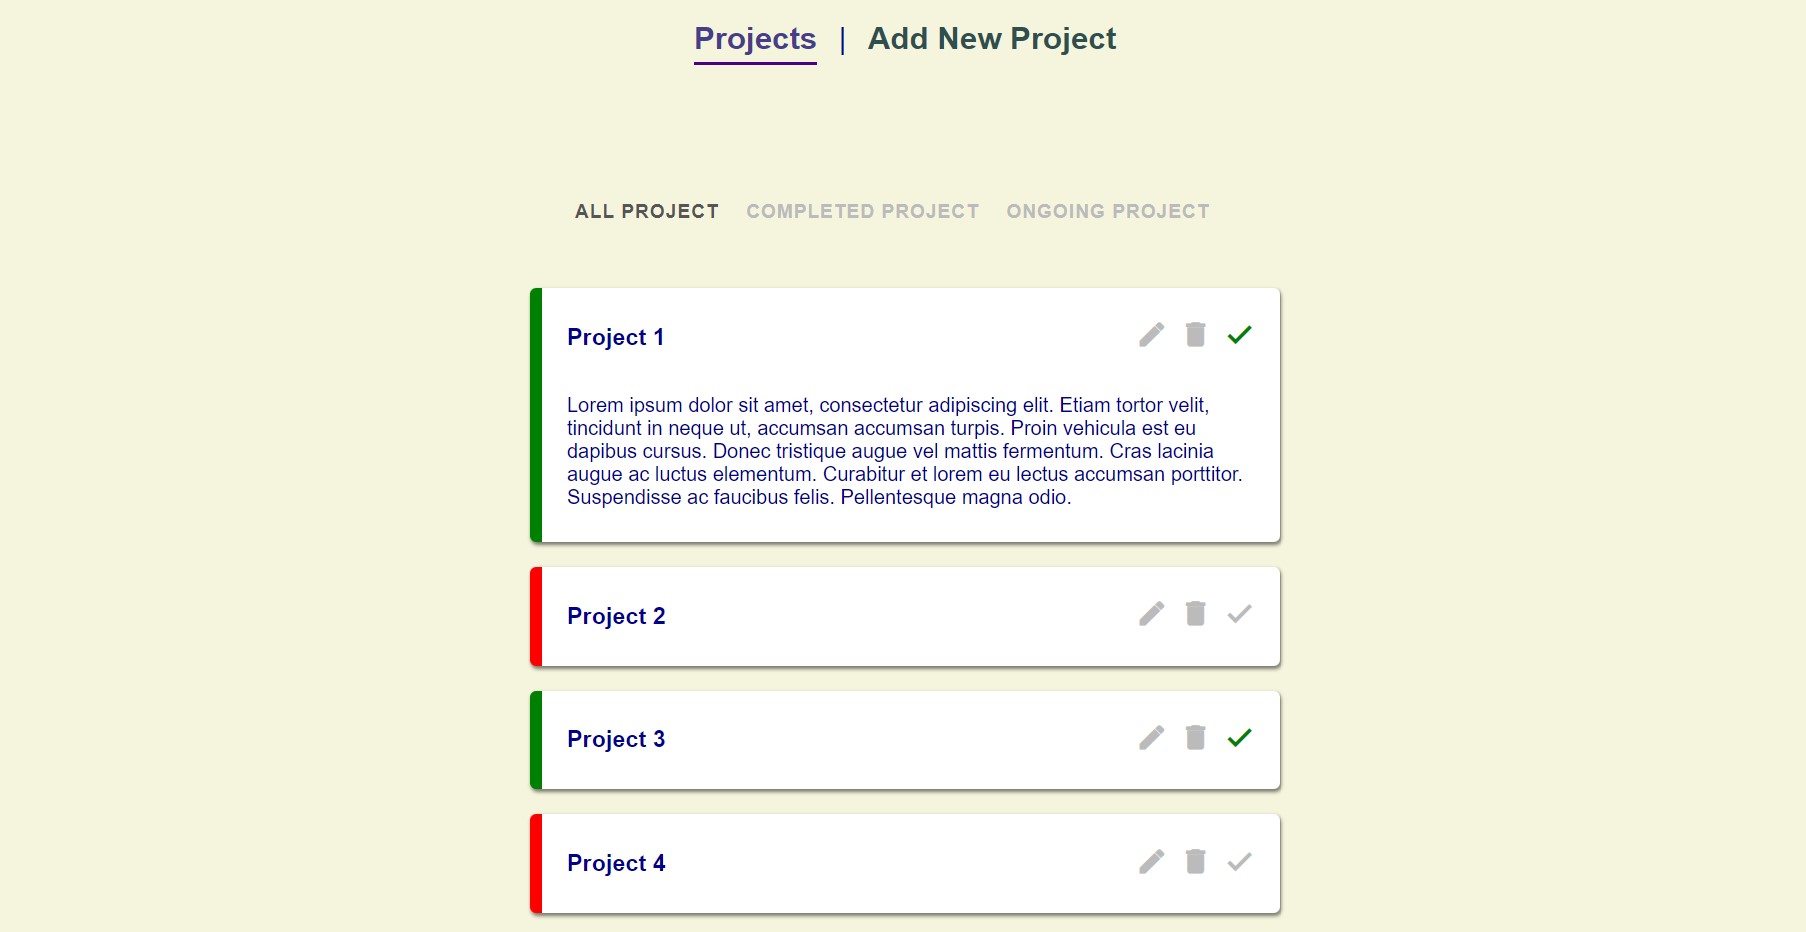 Projects | Add New Project
ALL PROJECT COMPLETED PROJECT ONGOING PROJECT
Project 1
Lorem ipsum dolor sit amet, consectetur adipiscing elit. Etiam tortor velit,
tincidunt in neque ut, accumsan accumsan turpis. Proin vehicula est eu
dapibus cursus. Donec tristique augue vel mattis fermentum. Cras lacinia
augue ac luctus elementum. Curabitur et lorem eu lectus accumsan porttitor.
Suspendisse ac faucibus felis. Pellentesque magna odio.
Project 2
Project 3
Project 4